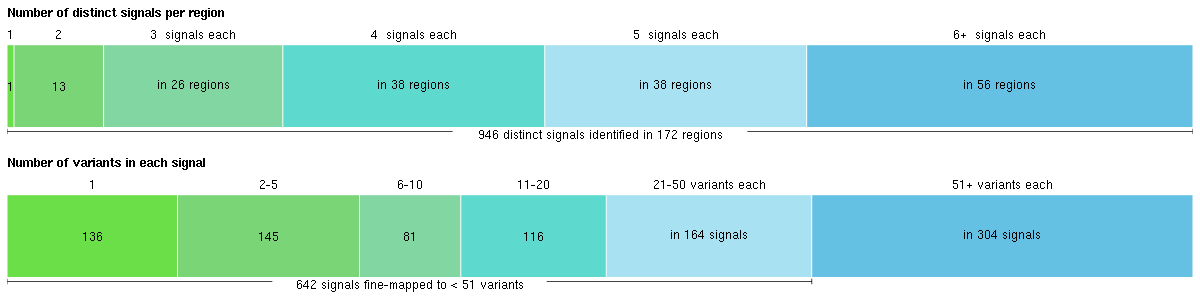 Number of distinct signals per region
1 2 3 signals each 4 signals each 5 signals each 6+ signals each
1 13 in 26 regions in 38 regions in 38 regions in 56 regions
946 distinct signals identified in 172 regions
Number of variants in each signal
1 2-5 6-10 11-20 21-50 variants each 51+ variants each
136 145 81 116 in 164 signals in 304 signals
642 signals fine-mapped to < 51 variants